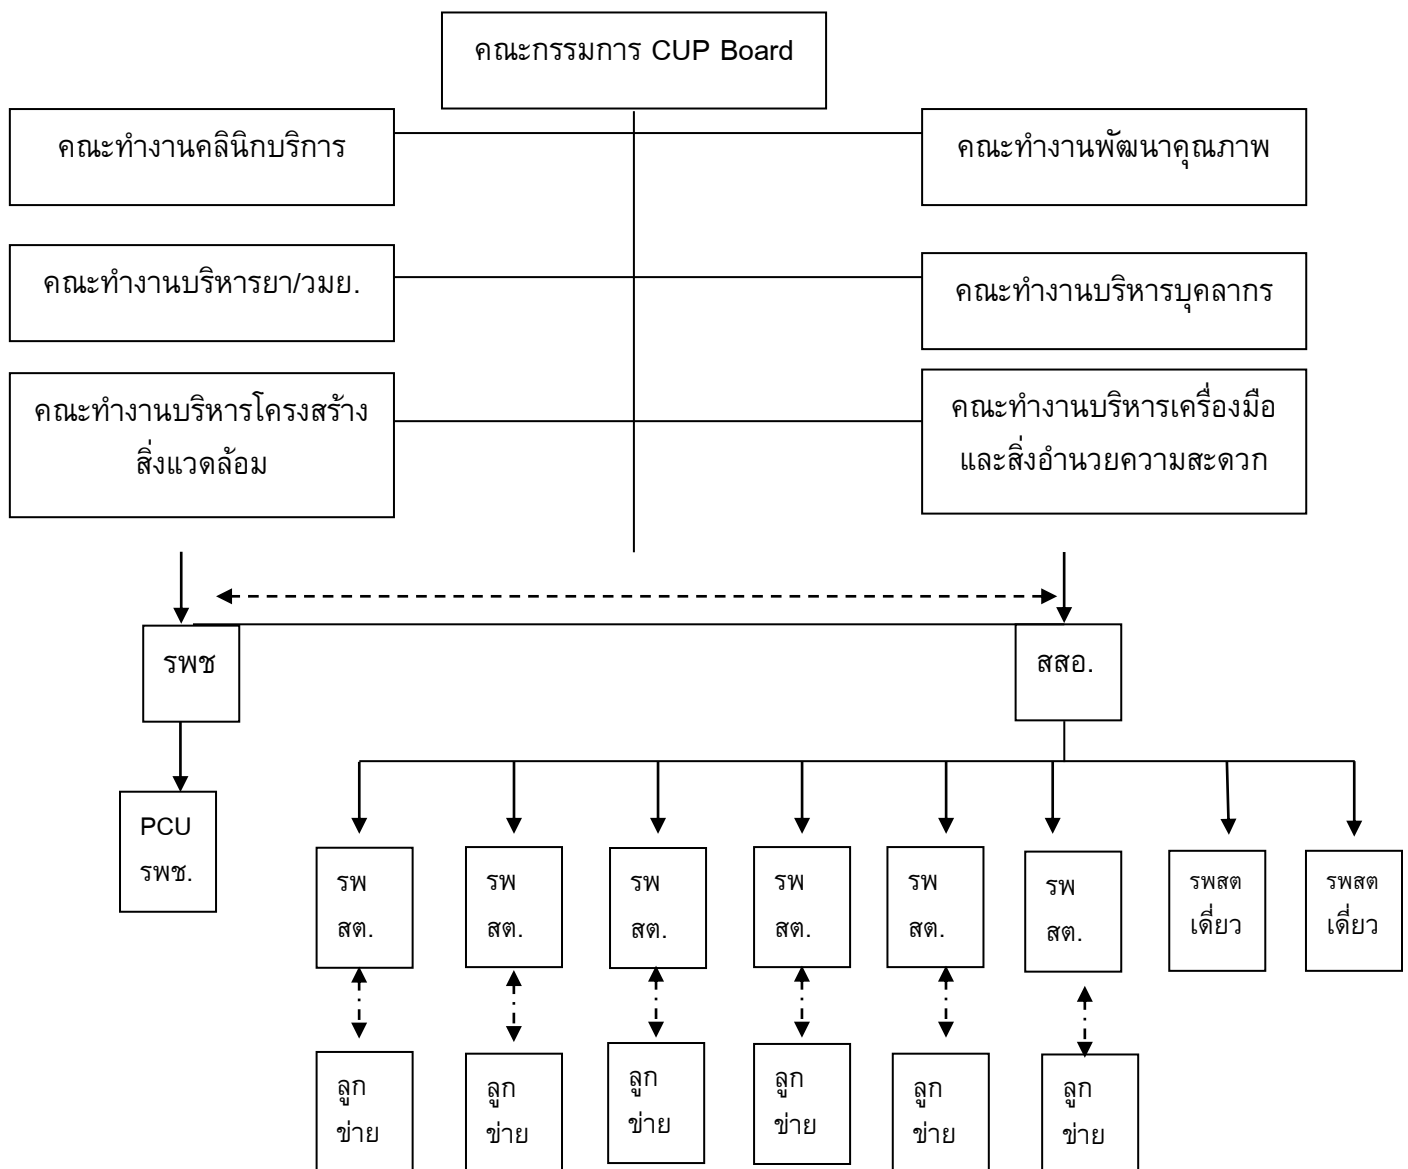 คณะกรรมการ CUP Board
คณะทำงานคลินิกบริการ
คณะทำงานพัฒนาคุณภาพ
คณะทำงานบริหารยา/วมย.
คณะทำงานบริหารบุคลากร
คณะทำงานบริหารโครงสร้าง
สิ่งแวดล้อม
คณะทำงานบริหารเครื่องมือ
และสิ่งอำนวยความสะดวก
รพช
สสอ.
PCU
รพช.
รพ
สต.
รพ
สต.
รพ
สต.
รพ
สต.
รพ
สต.
รพ
สต.
รพสต
เดี่ยว
รพสต
เดี่ยว
ลูก
ข่าย
ลูก
ข่าย
ลูก
ข่าย
ลูก
ข่าย
ลูก
ข่าย
ลูก
ข่าย